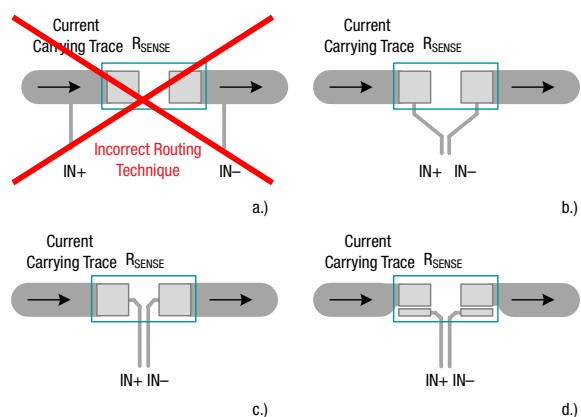 Current
Carrying Trace RSENSE
Incorrect Routing
Technique
IN+ IN–
a.)
Current
Carrying Trace RSENSE
IN+ IN–
b.)
Current
Carrying Trace RSENSE
IN+ IN–
c.)
Current
Carrying Trace RSENSE
IN+ IN–
d.)